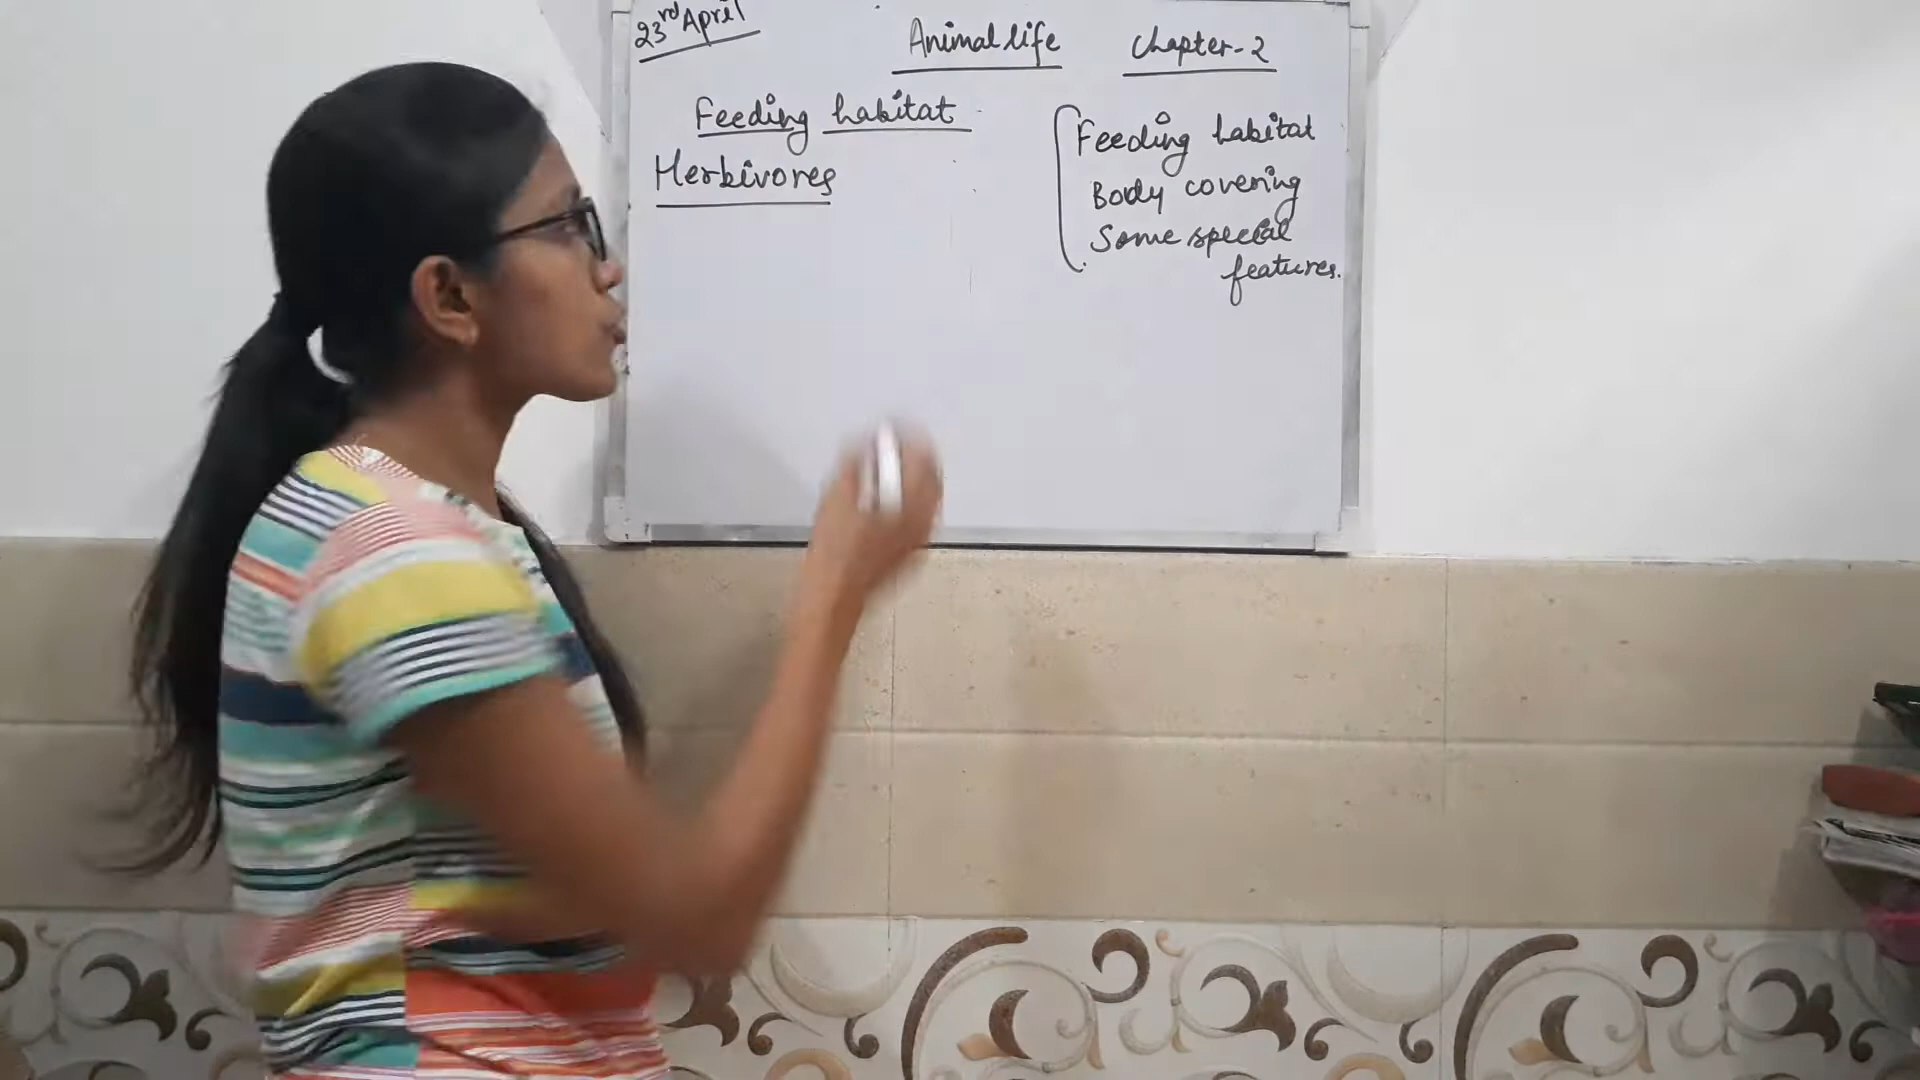 23rd April
Animal life Chapter-2
Feeding habitat
Herbivores
Feeding habitat
Body covering
Some special
features.